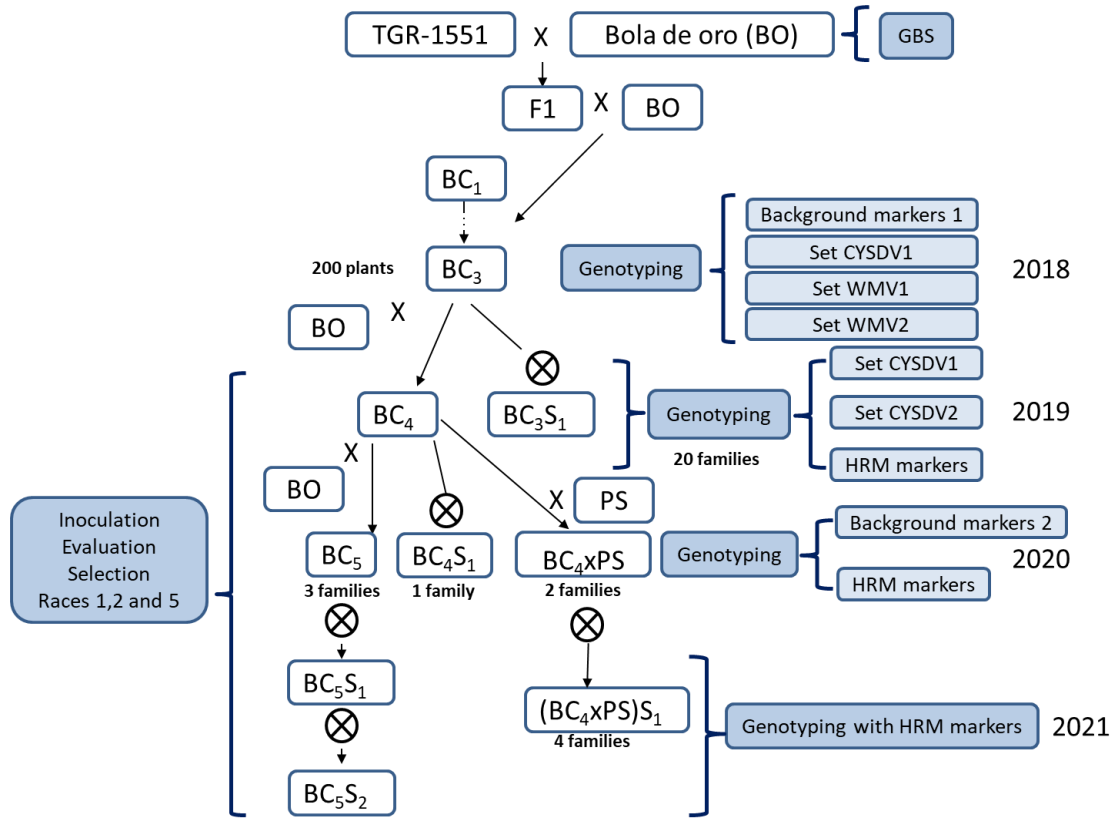 TGR-1551
X
Bola de oro (BO)
GBS
F1
X
BO
BC₁
200 plants
BC₃
Genotyping
Background markers 1
Set CYSDV1
Set WMV1
Set WMV2
2018
BO
X
BC₄
BC₃S₁
Genotyping
20 families
Set CYSDV1
Set CYSDV2
HRM markers
2019
X
BO
X
PS
Inoculation
Evaluation
Selection
Races 1,2 and 5
BC₅
3 families
BC₄S₁
1 family
BC₄xPS
2 families
Genotyping
Background markers 2
HRM markers
2020
BC₅S₁
(BC₄xPS)S₁
4 families
Genotyping with HRM markers
2021
BC₅S₂